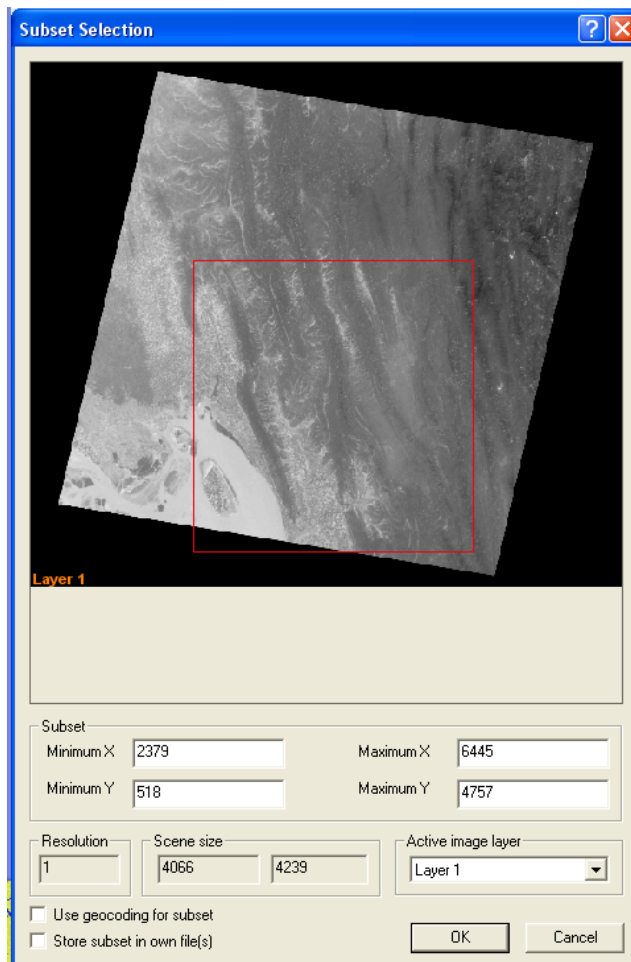 Subset Selection
Layer 1
Subset
Minimum X 2379 Maximum X 6445
Minimum Y 518 Maximum Y 4757
Resolution Scene size Active image layer
1 4066 4239 Layer 1
Use geocoding for subset
Store subset in own file(s) OK Cancel